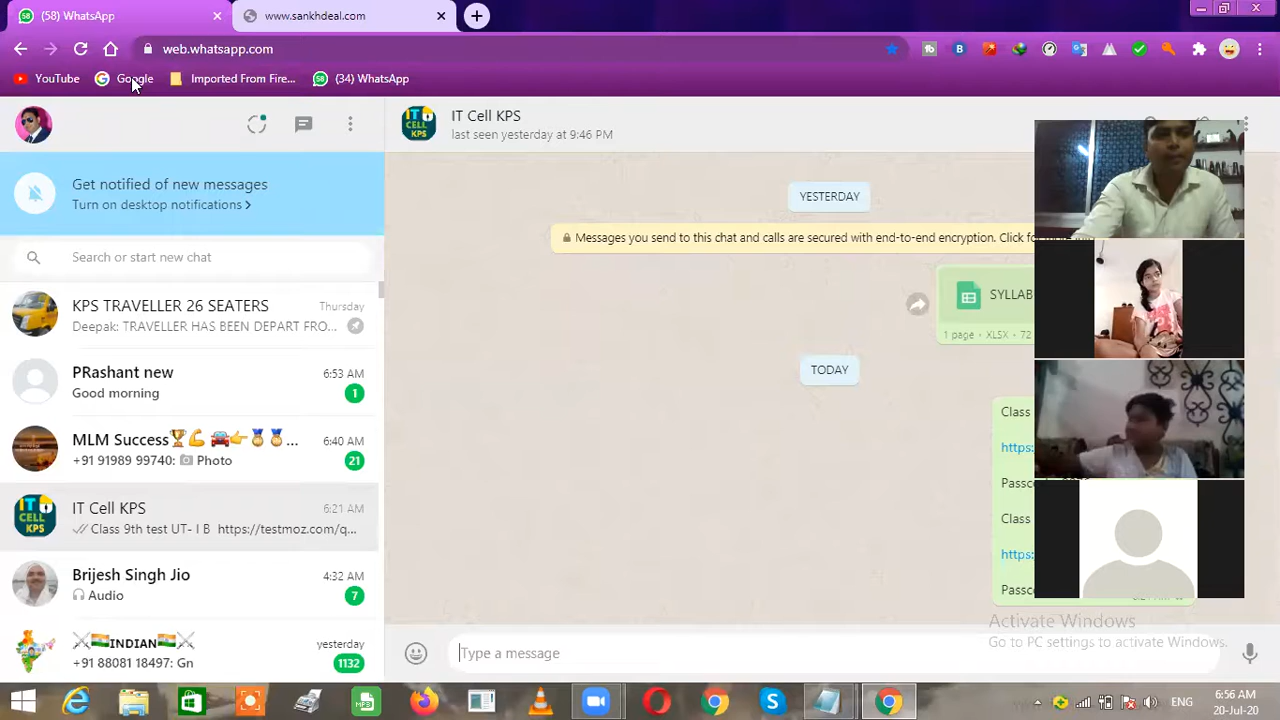 (58) WhatsApp
www.sankhdeal.com
web.whatsapp.com
YouTube
Google
Imported From Fire...
(34) WhatsApp
IT Cell KPS
last seen yesterday at 9:46 PM
Get notified of new messages
Turn on desktop notifications >
Search or start new chat
KPS TRAVELLER 26 SEATERS
Thursday
Deepak: TRAVELLER HAS BEEN DEPART FRO...
PRashant new
6:53 AM
Good morning
1
MLM Success🏆💪🚘👉🏅🏅...
6:40 AM
+91 91989 99740: Photo
21
IT CELL KPS
IT Cell KPS
6:21 AM
Class 9th test UT- I B https://testmoz.com/q...
Brijesh Singh Jio
4:32 AM
Audio
7
⚔🇮🇳INDIAN🇮🇳⚔
yesterday
+91 88081 18497: Gn
1132
YESTERDAY
Messages you send to this chat and calls are secured with end-to-end encryption. Click for
SYLLAB
1 page • XLSX • 72
TODAY
Class
https:
Passc
Class
https:
Passc
Type a message
Activate Windows
Go to PC settings to activate Windows.
MP3
ENG
6:56 AM
20-Jul-20